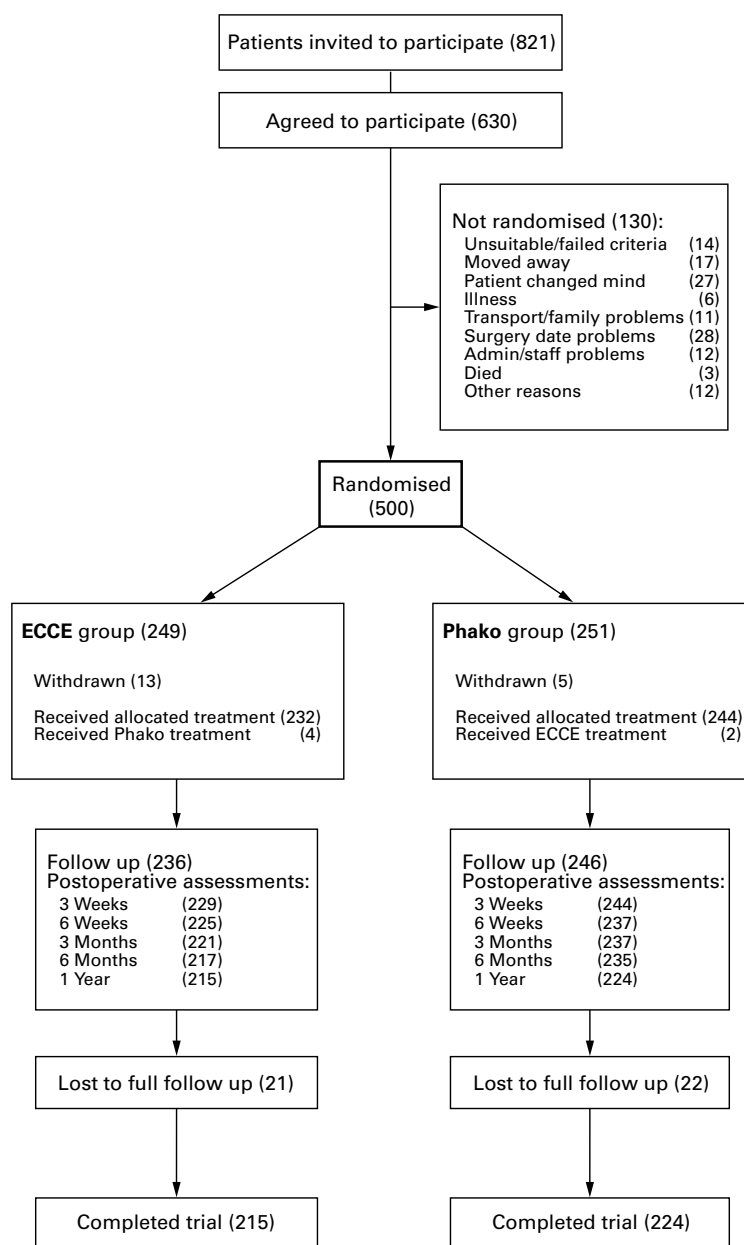 Patients invited to participate (821)
Agreed to participate (630)
Not randomised (130):
Unsuitable/failed criteria (14)
Moved away (17)
Patient changed mind (27)
Illness (6)
Transport/family problems (11)
Surgery date problems (28)
Admin/staff problems (12)
Died (3)
Other reasons (12)
Randomised
(500)
ECCE group (249)
Withdrawn (13)
Received allocated treatment (232)
Received Phako treatment (4)
Phako group (251)
Withdrawn (5)
Received allocated treatment (244)
Received ECCE treatment (2)
Follow up (236)
Postoperative assessments:
3 Weeks (229)
6 Weeks (225)
3 Months (221)
6 Months (217)
1 Year (215)
Follow up (246)
Postoperative assessments:
3 Weeks (244)
6 Weeks (237)
3 Months (237)
6 Months (235)
1 Year (224)
Lost to full follow up (21)
Lost to full follow up (22)
Completed trial (215)
Completed trial (224)